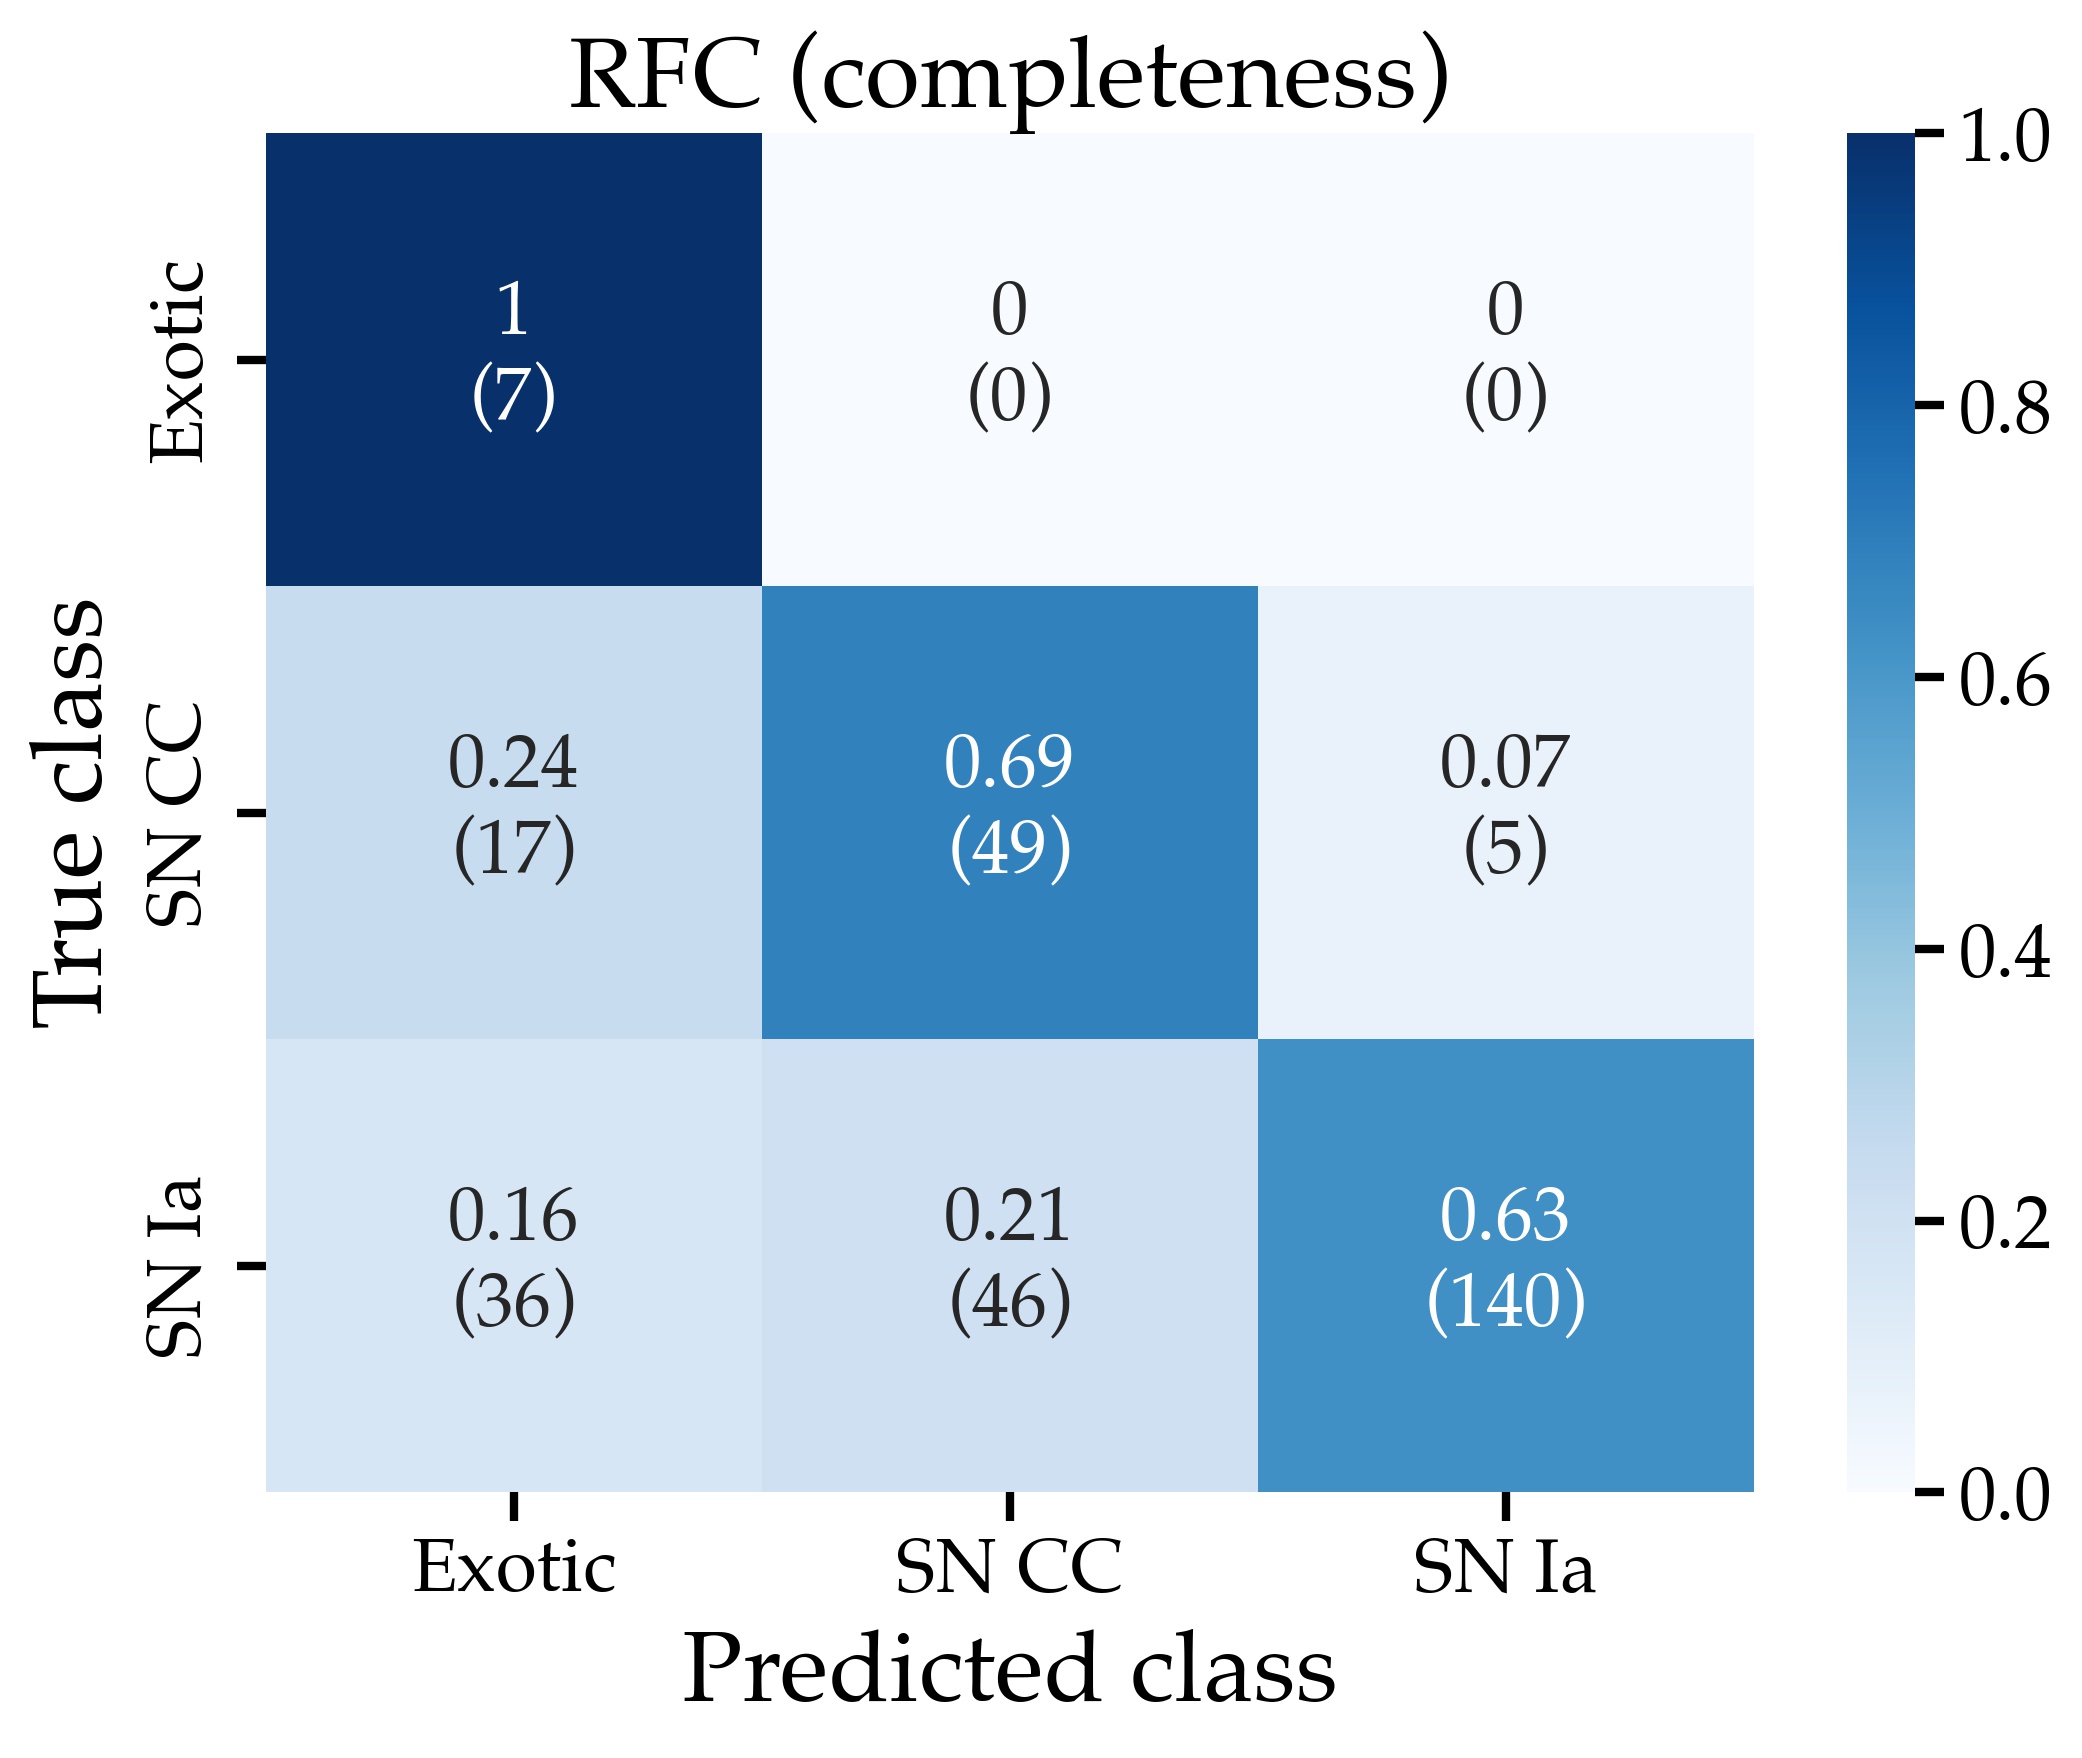 RFC (completeness)
True class
Exotic
SN CC
SN Ia
1
(7)
0
(0)
0
(0)
0.24
(17)
0.69
(49)
0.07
(5)
0.16
(36)
0.21
(46)
0.63
(140)
Exotic
SN CC
SN Ia
Predicted class
1.0
0.8
0.6
0.4
0.2
0.0